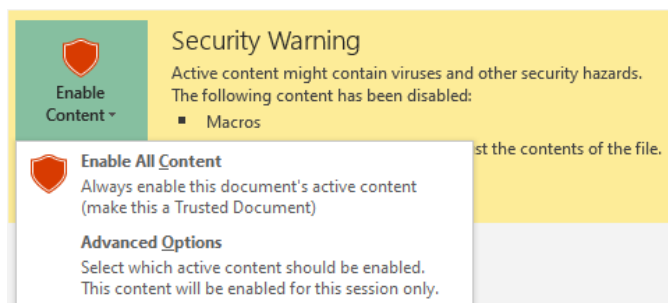 Security Warning
Active content might contain viruses and other security hazards.
The following content has been disabled:
Enable
Content
▪ Macros
st the contents of the file.
Enable All Content
Always enable this document's active content
(make this a Trusted Document)
Advanced Options
Select which active content should be enabled.
This content will be enabled for this session only.